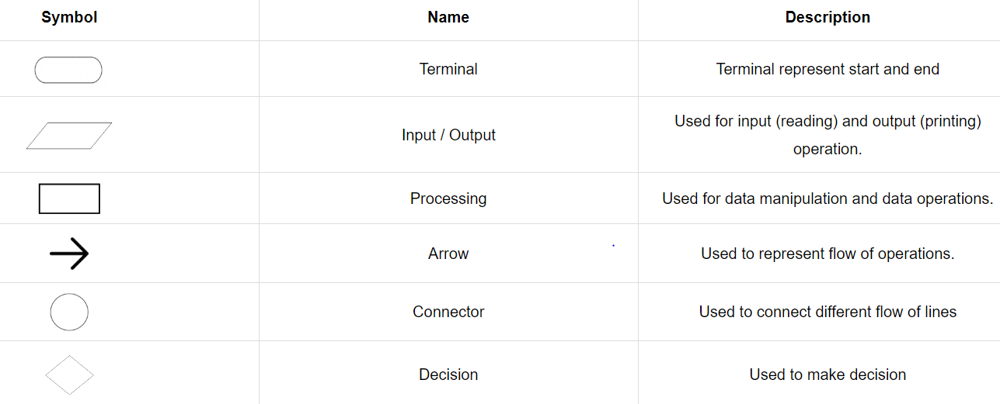 Symbol Name Description
Terminal Terminal represent start and end
Input / Output Used for input (reading) and output (printing)
operation.
Processing Used for data manipulation and data operations.
Arrow Used to represent flow of operations.
Connector Used to connect different flow of lines
Decision Used to make decision